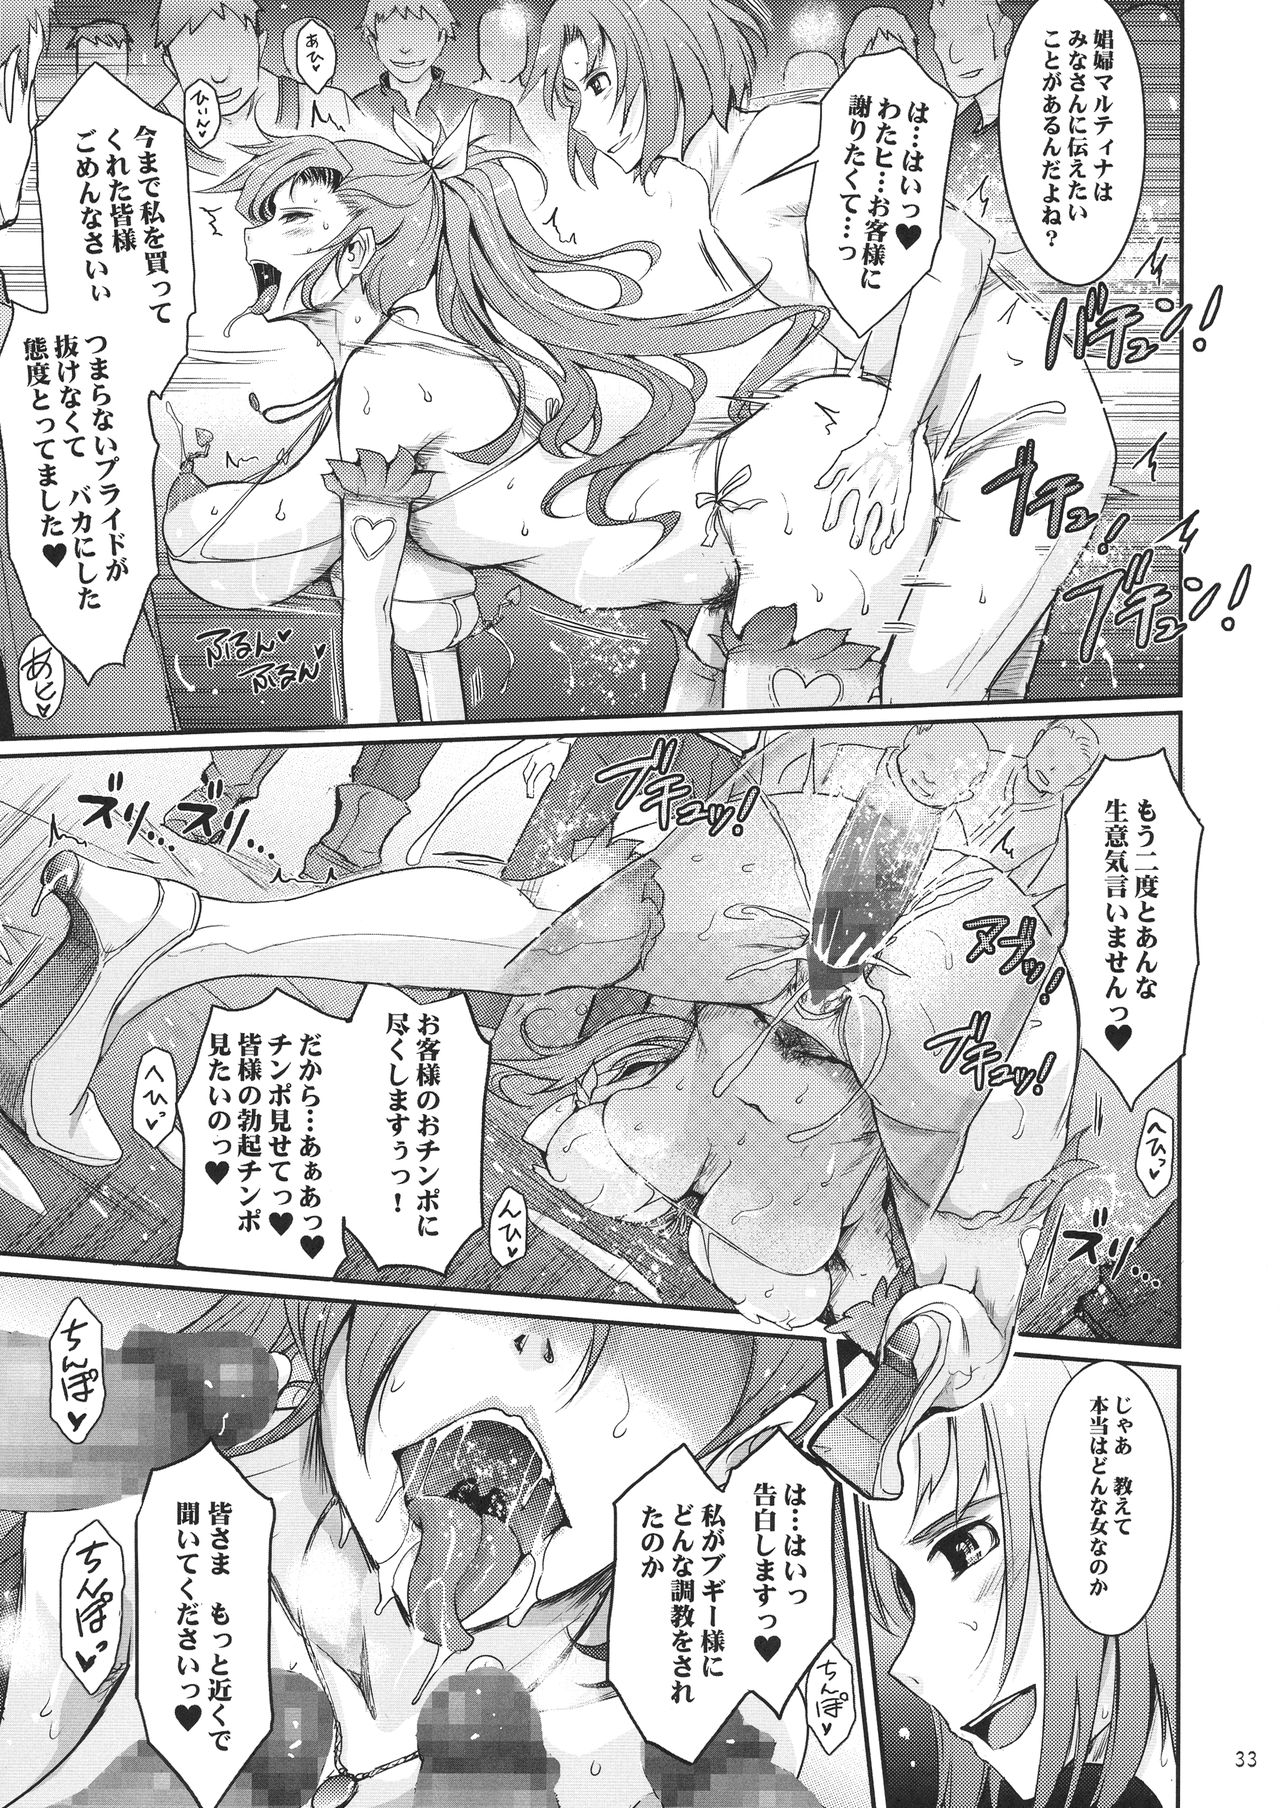 娼婦マルティナは
みなさんに伝えたい
ことがあるんだよね？
は…はいっ♥
わたヒ…お客様に
謝りたくて…っ
あひ♥
ひぃん♥
今まで私を買って
くれた皆様
ごめんなさいぃ
つまらないプライドが
抜けなくて バカにした
態度とってました♥
バチュン！
ブチュ！
ブギュン！
ぷるん♥
ぷるん♥
あヒ♥
もう二度とあんな
生意気言いませんっ♥
お客様のおチンポに
尽くしますぅっ！
だから…あぁあっ♥
チンポ見せてっ♥
皆様の勃起チンポ
見たいのっ♥
ブギュッ！
ズリ…
ズリ…
ヌブッ！
ブギュッ！
へひっ♥
へひっ♥
んひ♥
ズリ…
じゃあ 教えて
本当はどんな女なのか
は…はいっ
告白しますっ♥
私がブギー様に
どんな調教をされ
たのか
皆さま もっと近くで
聞いてくださいっ♥
ちんぽ♥
ちんぽっ♥
ちんぽ♥
33